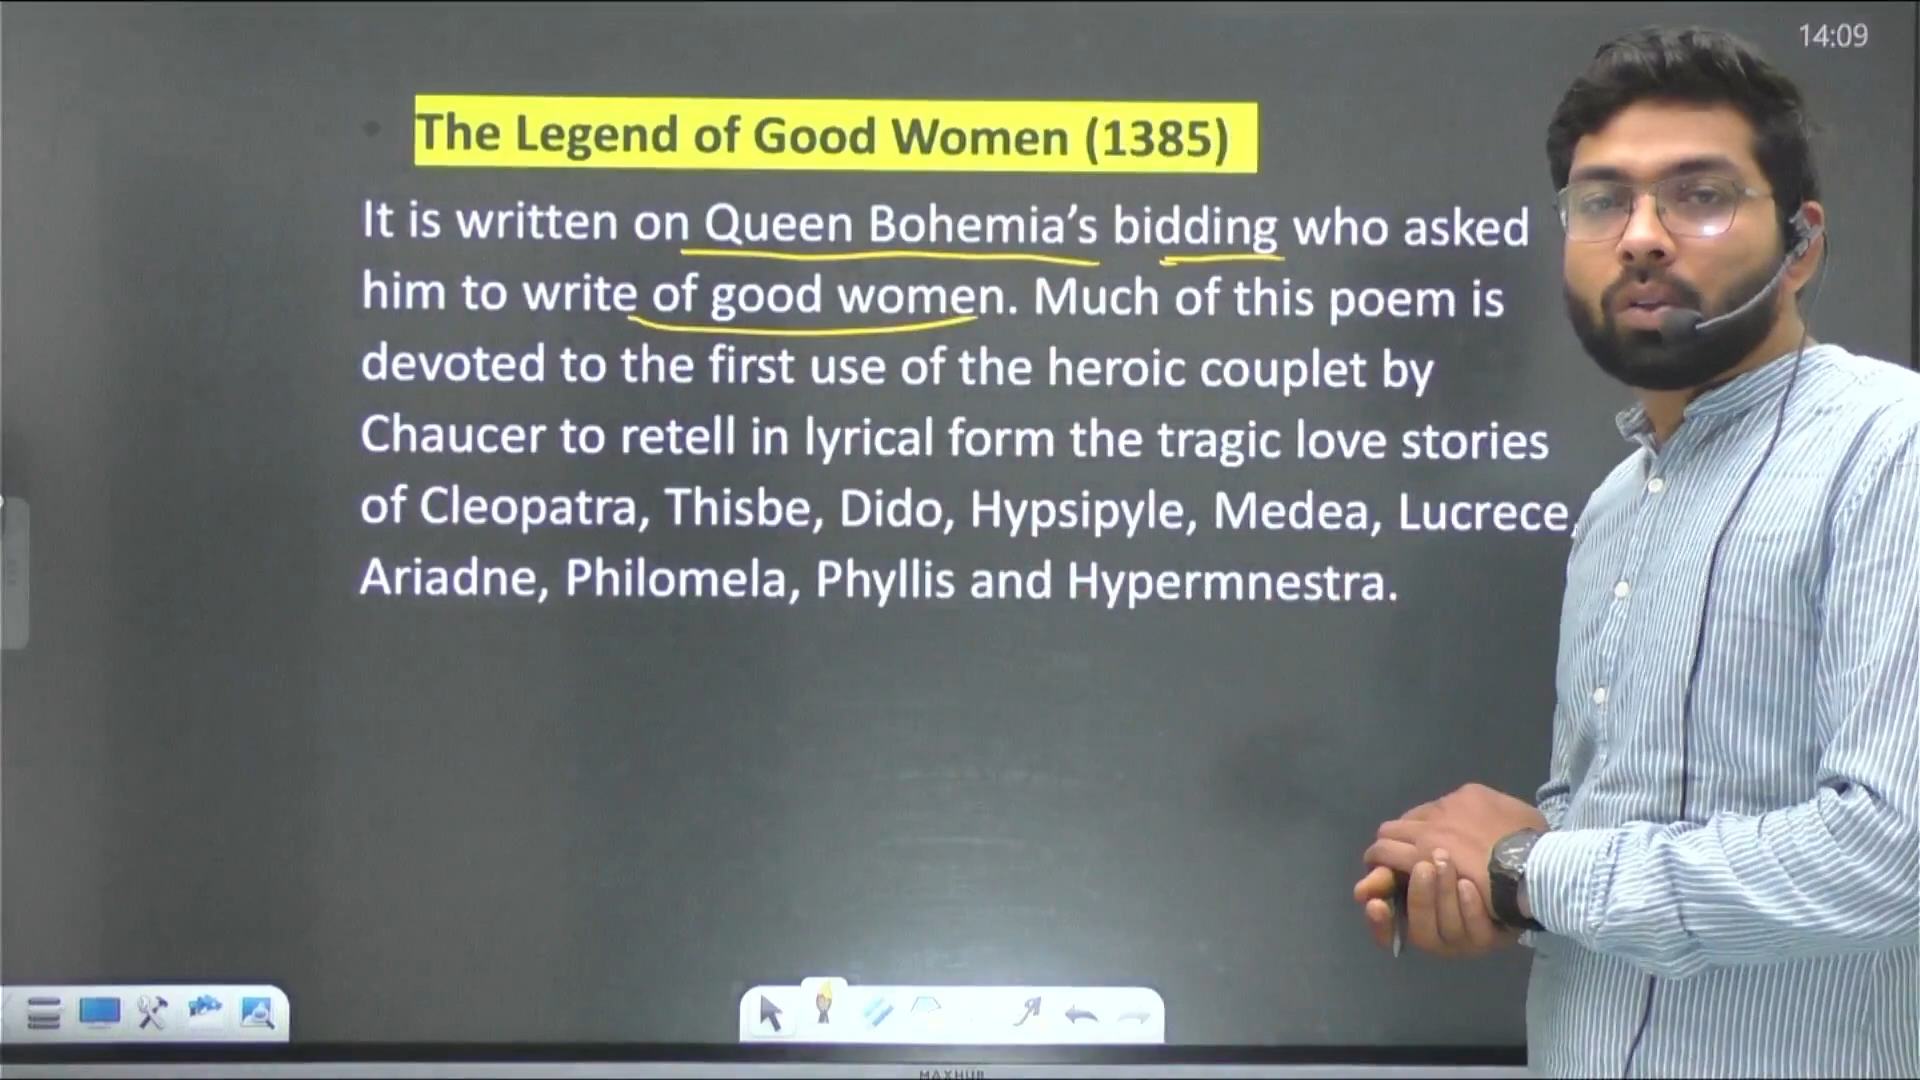 14:09
The Legend of Good Women (1385)
It is written on Queen Bohemia’s bidding who asked
him to write of good women. Much of this poem is
devoted to the first use of the heroic couplet by
Chaucer to retell in lyrical form the tragic love stories
of Cleopatra, Thisbe, Dido, Hypsipyle, Medea, Lucrece,
Ariadne, Philomela, Phyllis and Hypermnestra.
MAXHUB